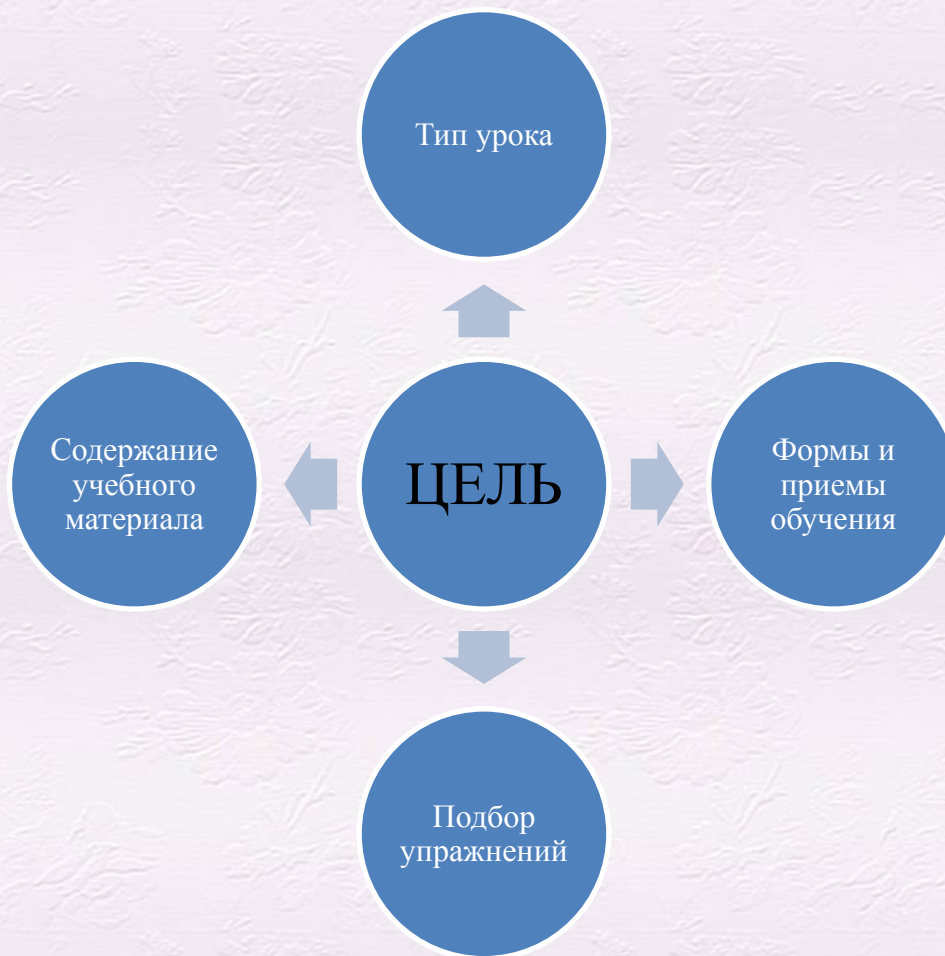 Тип урока
Содержание
учебного
материала
ЦЕЛЬ
Формы и
приемы
обучения
Подбор
упражнений